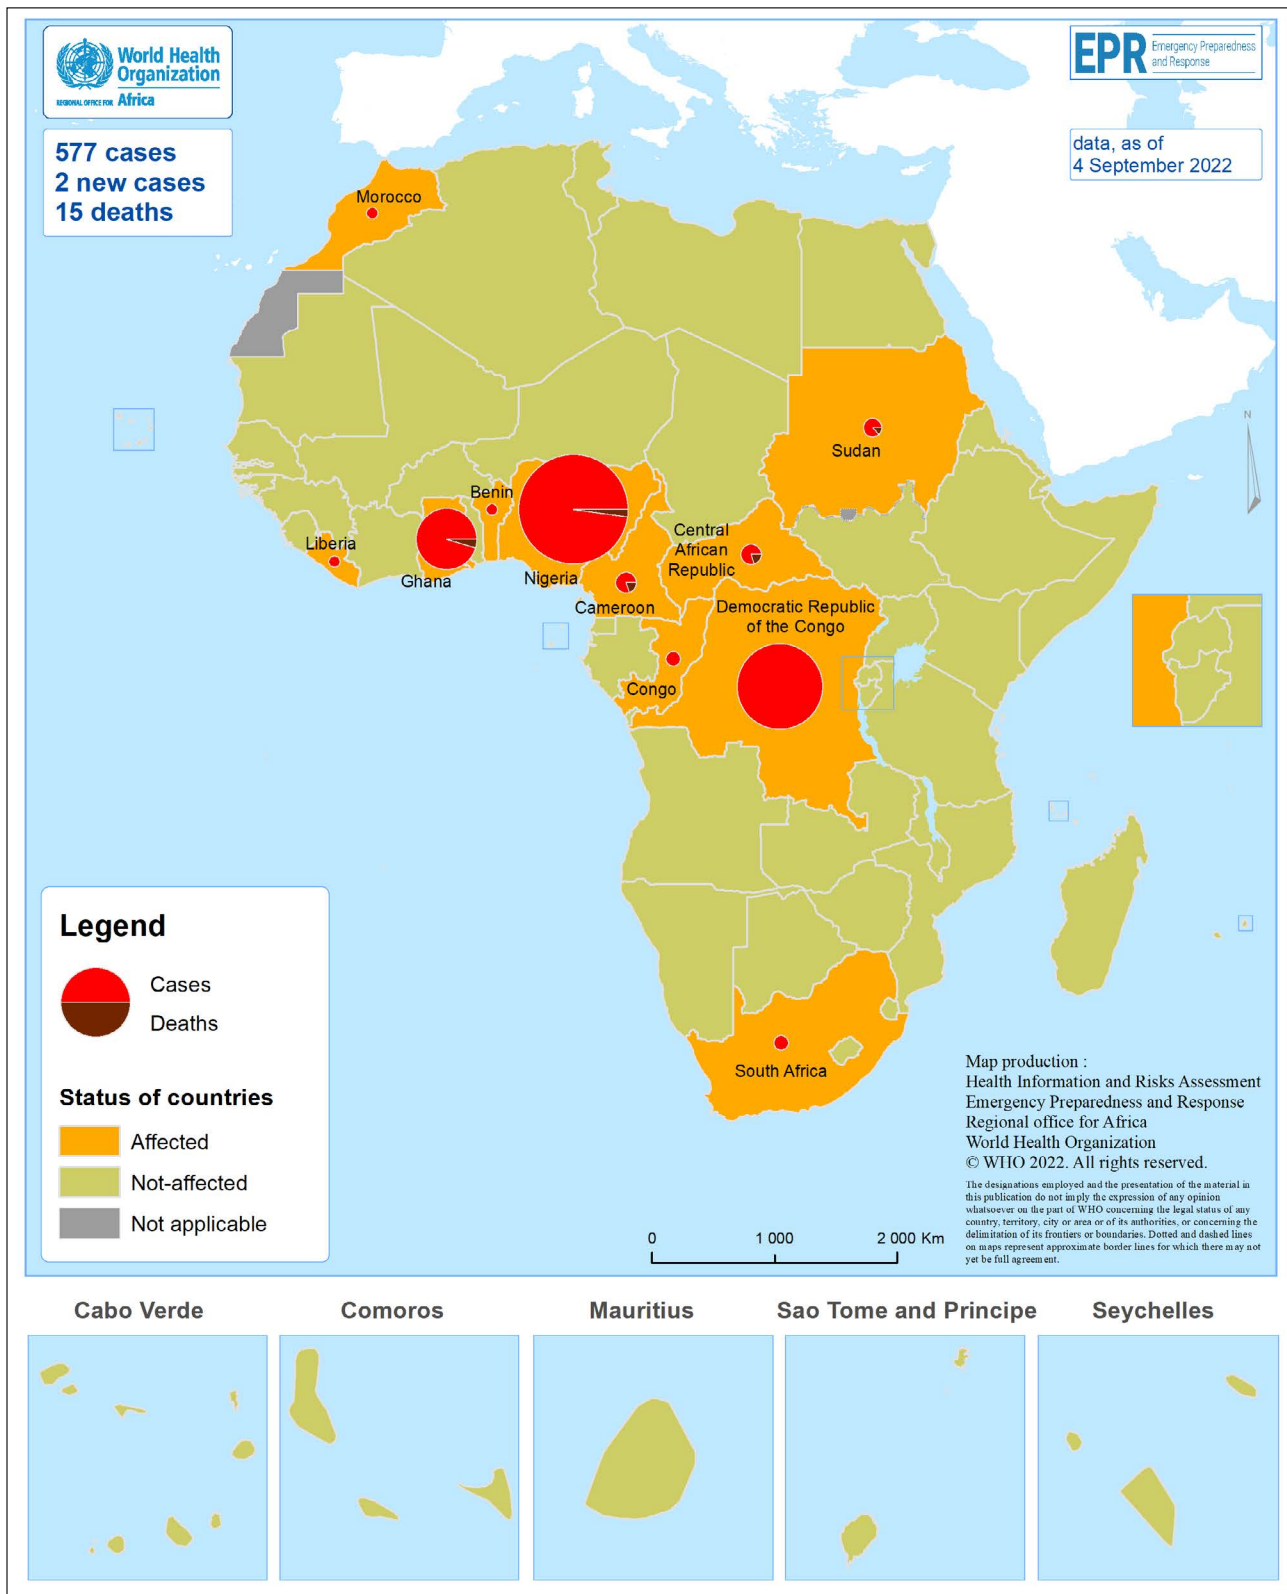 World Health
Organization
REGIONAL OFFICE FOR Africa
EPR
Emergency Preparedness
and Response
577 cases
2 new cases
15 deaths
data, as of
4 September 2022
Morocco
N
Sudan
Benin
Liberia
Ghana
Nigeria
Central
African
Republic
Cameroon
Democratic Republic
of the Congo
Congo
South Africa
Legend
Cases
Deaths
Status of countries
Affected
Not-affected
Not applicable
Map production :
Health Information and Risks Assessment
Emergency Preparedness and Response
Regional office for Africa
World Health Organization
© WHO 2022. All rights reserved.
The designations employed and the presentation of the material in
this publication do not imply the expression of any opinion
whatsoever on the part of WHO concerning the legal status of any
country, territory, city or area or of its authorities, or concerning the
delimitation of its frontiers or boundaries. Dotted and dashed lines
on maps represent approximate border lines for which there may not
yet be full agreement.
0 1 000 2 000 Km
Cabo Verde
Comoros
Mauritius
Sao Tome and Principe
Seychelles